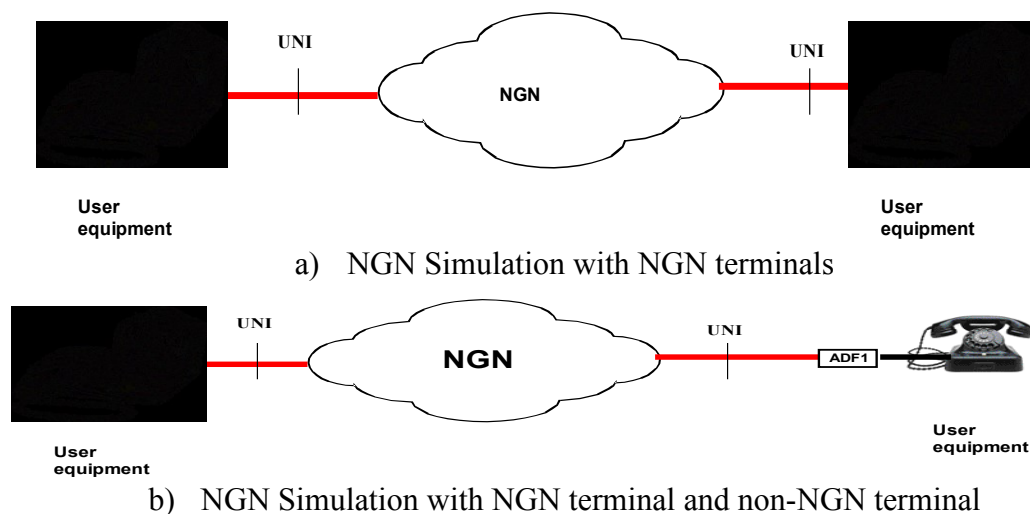 UNI
UNI
NGN
User
equipment
User
equipment
a) NGN Simulation with NGN terminals
UNI
UNI
NGN
ADF1
User
equipment
User
equipment
b) NGN Simulation with NGN terminal and non-NGN terminal